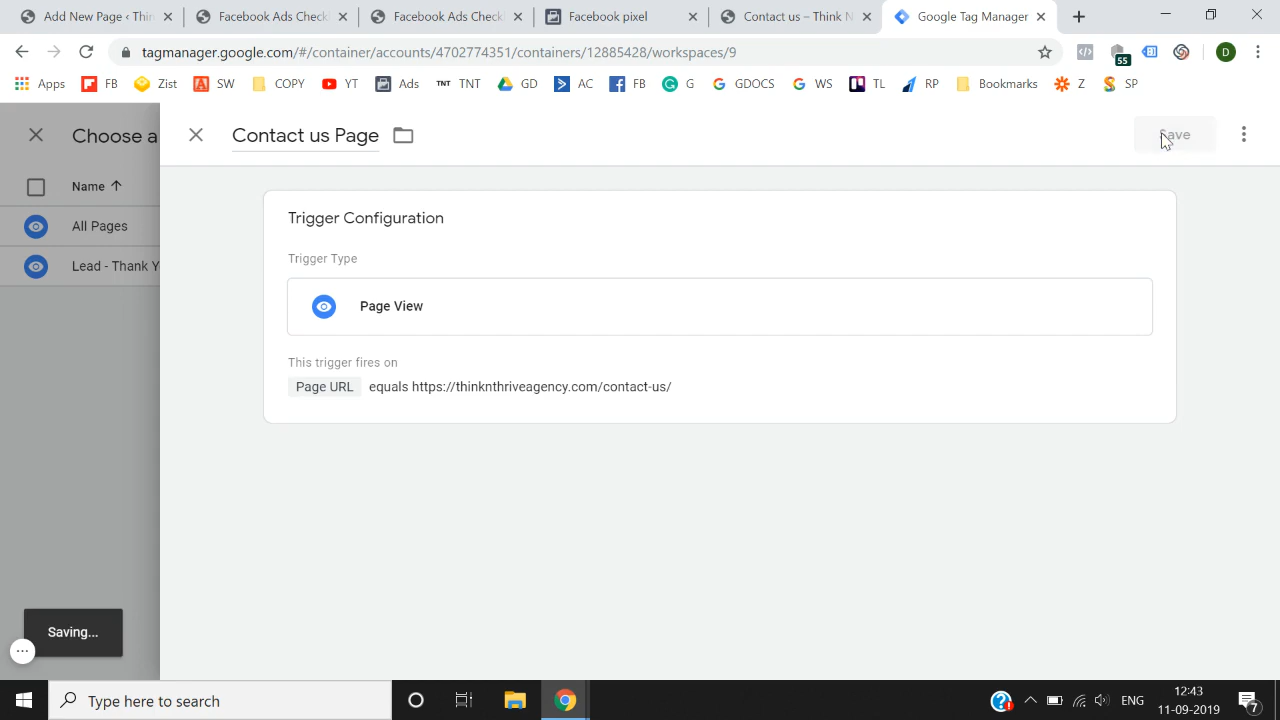 Add New Page ‹ Thin
Facebook Ads Check
Facebook Ads Check
Facebook pixel
Contact us – Think N
Google Tag Manager
tagmanager.google.com/#/container/accounts/4702774351/containers/12885428/workspaces/9
55
D
Apps FB Zist SW COPY YT Ads TNT TNT GD AC FB G GDOCS WS TL RP Bookmarks Z SP
Choose a
Contact us Page
Save
Name
All Pages
Lead - Thank Y
Trigger Configuration
Trigger Type
Page View
This trigger fires on
Page URL equals https://thinknthriveagency.com/contact-us/
Saving...
Type here to search
ENG
12:43
11-09-2019
7